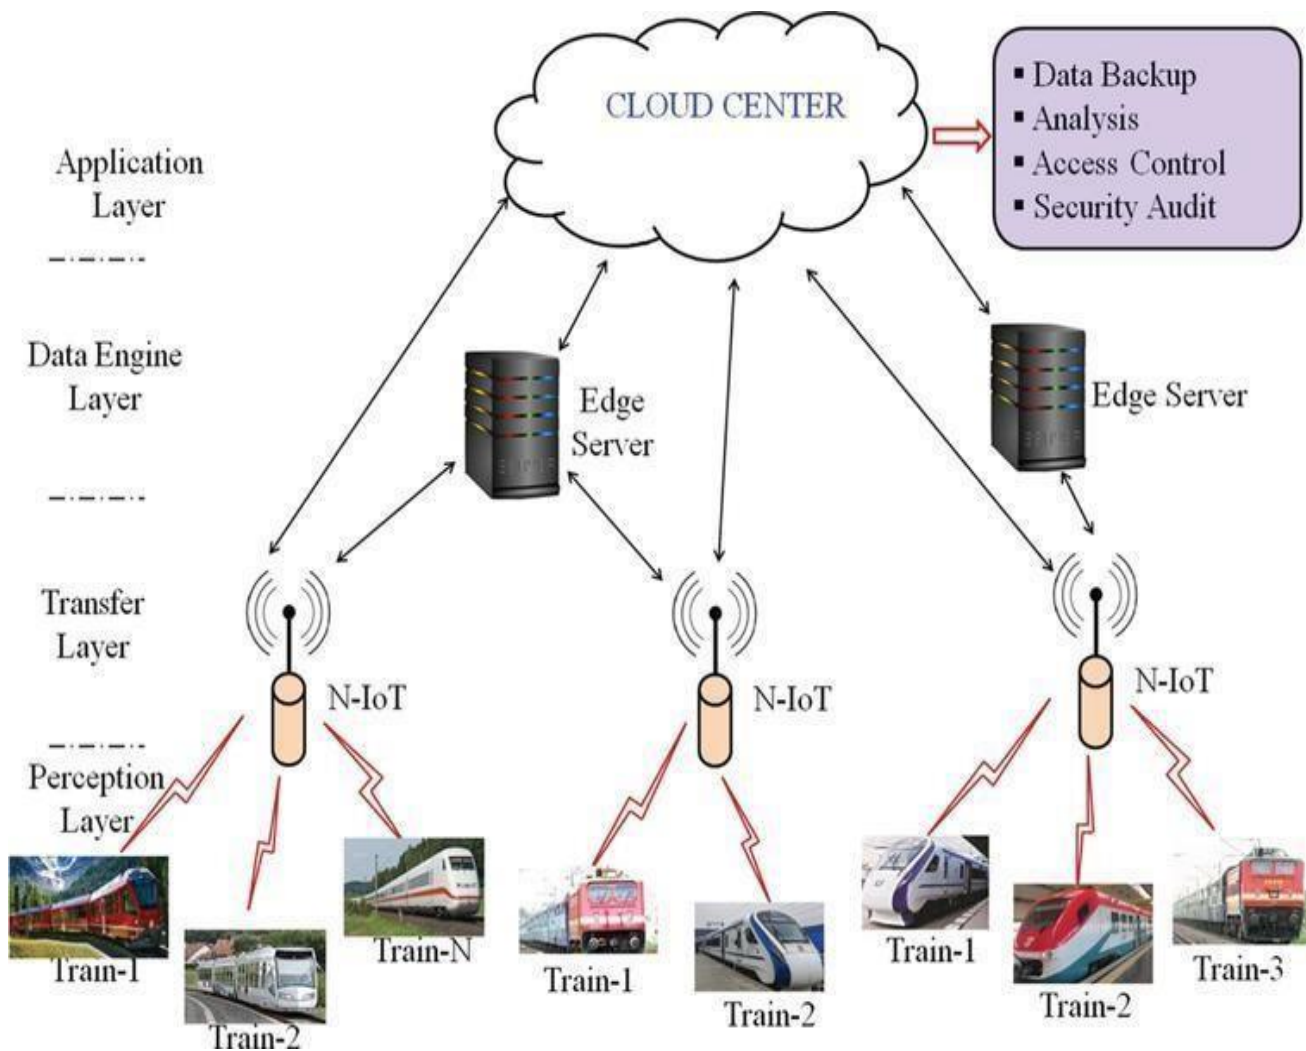 CLOUD CENTER
▪ Data Backup
▪ Analysis
▪ Access Control
▪ Security Audit
Application
Layer
Data Engine
Layer
Edge
Server
Edge Server
Transfer
Layer
N-IoT
N-IoT
N-IoT
Perception
Layer
Train-1
Train-2
Train-N
Train-1
Train-2
Train-1
Train-2
Train-3